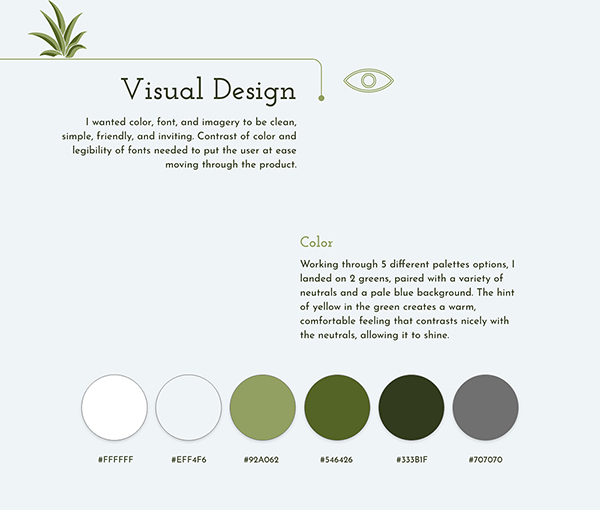 Visual Design
I wanted color, font, and imagery to be clean,
simple, friendly, and inviting. Contrast of color and
legibility of fonts needed to put the user at ease
moving through the product.
Color
Working through 5 different palettes options, I
landed on 2 greens, paired with a variety of
neutrals and a pale blue background. The hint
of yellow in the green creates a warm,
comfortable feeling that contrasts nicely with
the neutrals, allowing it to shine.
#FFFFFF #EFF4F6 #92A062 #546426 #333B1F #707070